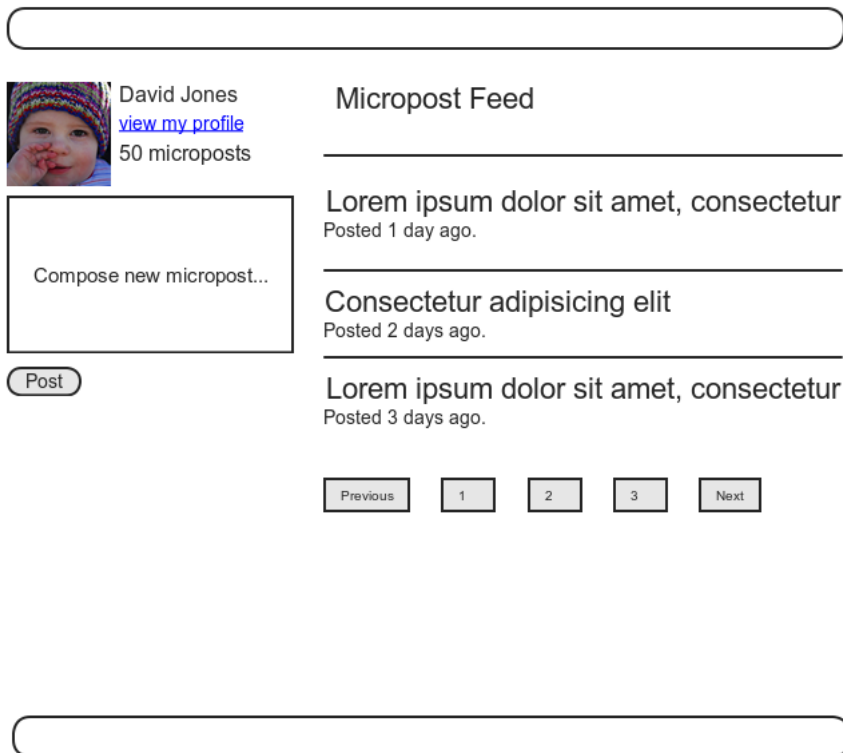 David Jones
view my profile
50 microposts
Compose new micropost...
Post
Micropost Feed
Lorem ipsum dolor sit amet, consectetur
Posted 1 day ago.
Consectetur adipisicing elit
Posted 2 days ago.
Lorem ipsum dolor sit amet, consectetur
Posted 3 days ago.
Previous 1 2 3 Next